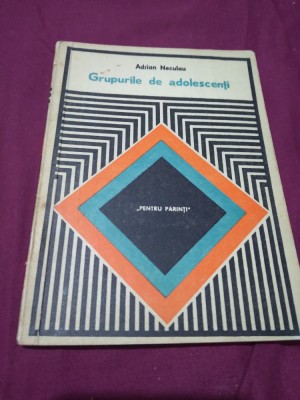 Adrian Neculau
Grupurile de adolescenți
„PENTRU PĂRINȚI"